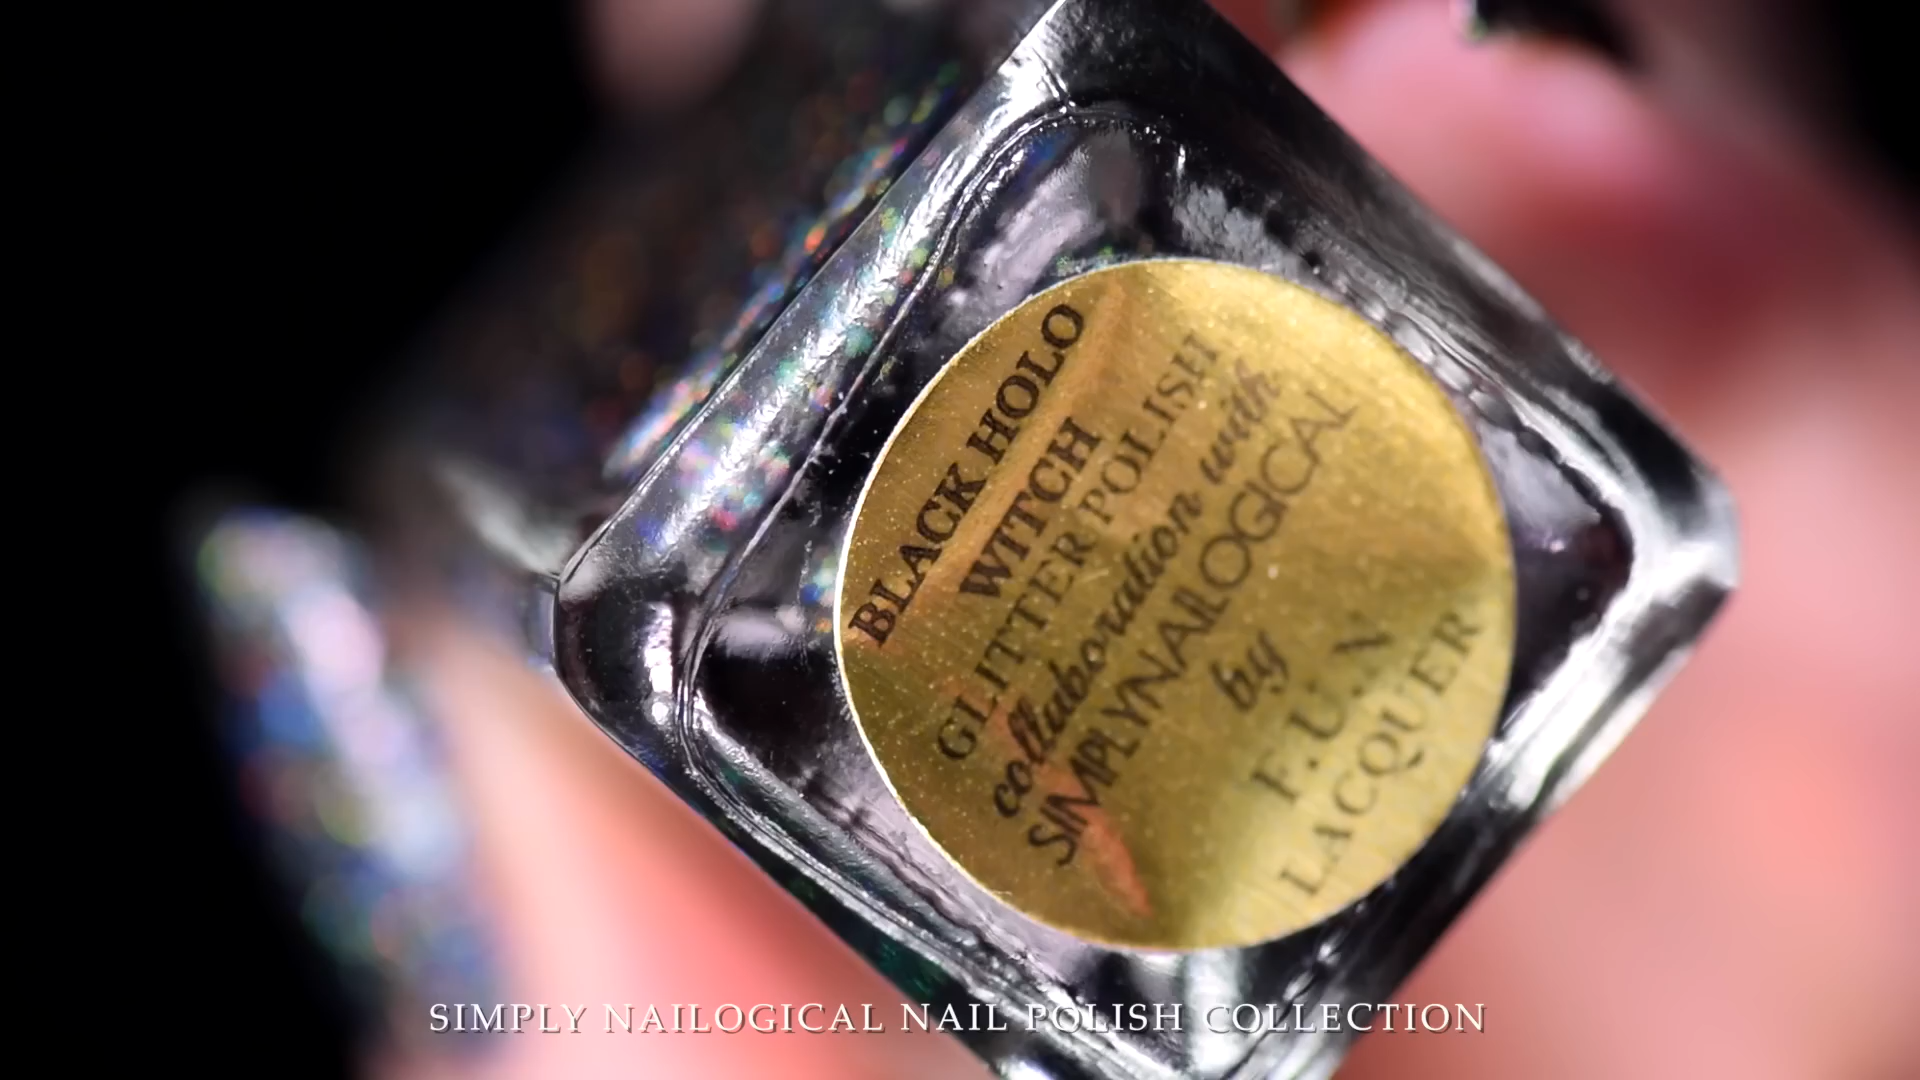 BLACK HOLO
WITCH
GLITTER POLISH
collaboration with
SIMPLYNAILOGICAL
by
F.U.N
LACQUER
SIMPLY NAILOGICAL NAIL POLISH COLLECTION